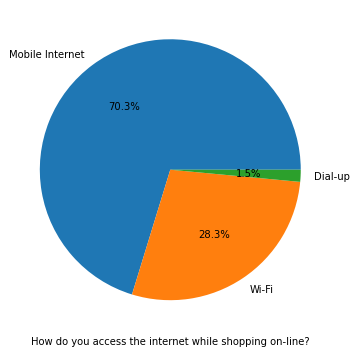 Mobile Internet
70.3%
1.5%
Dial-up
28.3%
Wi-Fi
How do you access the internet while shopping on-line?